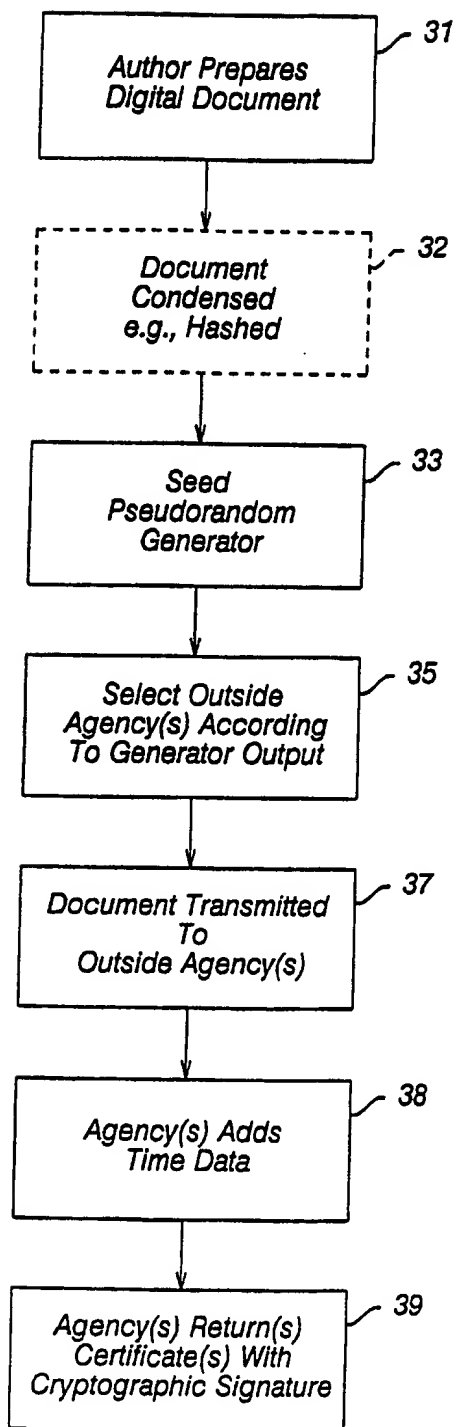 31
Author Prepares
Digital Document
32
Document
Condensed
e.g., Hashed
33
Seed
Pseudorandom
Generator
35
Select Outside
Agency(s) According
To Generator Output
37
Document Transmitted
To
Outside Agency(s)
38
Agency(s) Adds
Time Data
39
Agency(s) Return(s)
Certificate(s) With
Cryptographic Signature